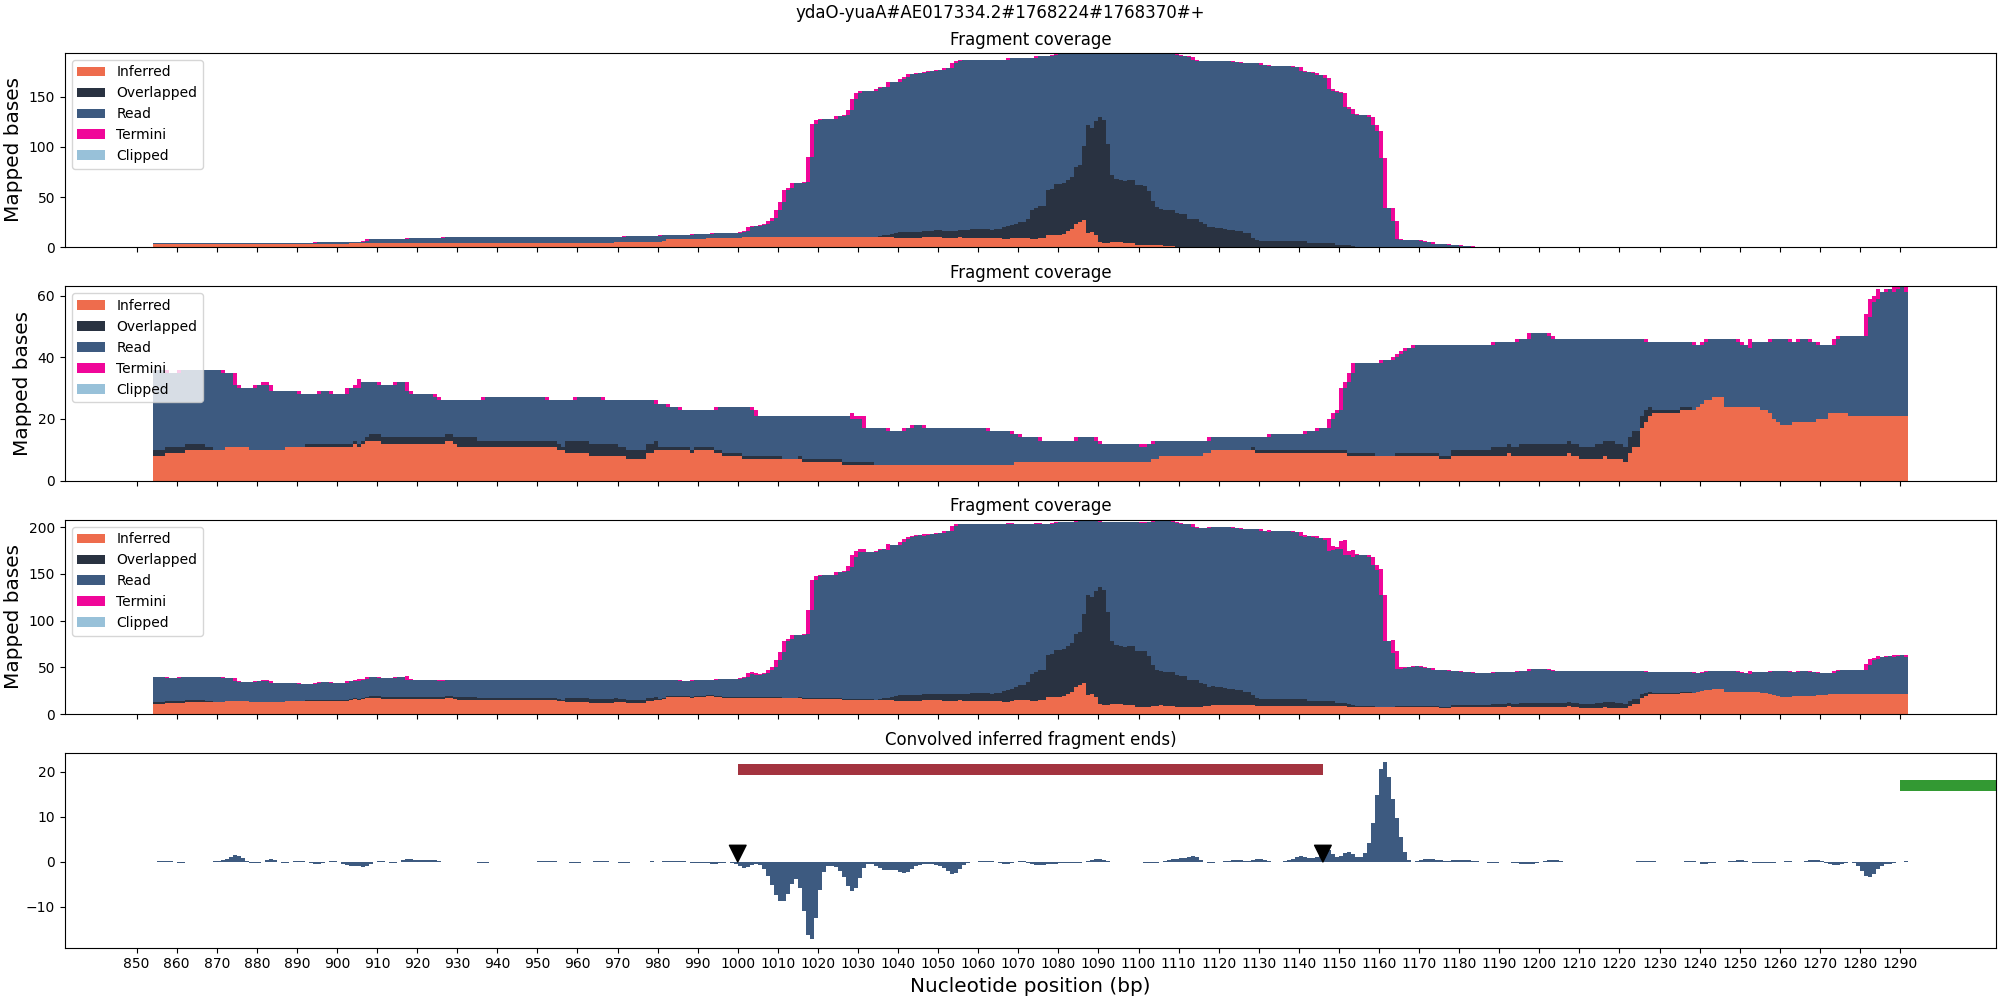 ydaO-yuaA#AE017334.2#1768224#1768370#+
Fragment coverage
Mapped bases
150
100
50
0
Inferred
Overlapped
Read
Termini
Clipped
Fragment coverage
Mapped bases
60
40
20
0
Inferred
Overlapped
Read
Termini
Clipped
Fragment coverage
Mapped bases
200
150
100
50
0
Inferred
Overlapped
Read
Termini
Clipped
Convolved inferred fragment ends)
20
10
0
−10
850 860 870 880 890 900 910 920 930 940 950 960 970 980 990 1000 1010 1020 1030 1040 1050 1060 1070 1080 1090 1100 1110 1120 1130 1140 1150 1160 1170 1180 1190 1200 1210 1220 1230 1240 1250 1260 1270 1280 1290
Nucleotide position (bp)